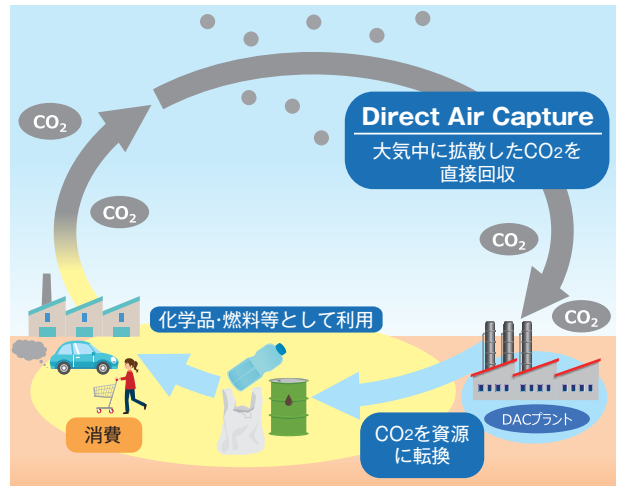 CO₂
Direct Air Capture
大気中に拡散したCO₂を
直接回収
CO₂
CO₂
CO₂
化学品・燃料等として利用
消費
CO₂を資源
に転換
DACプラント